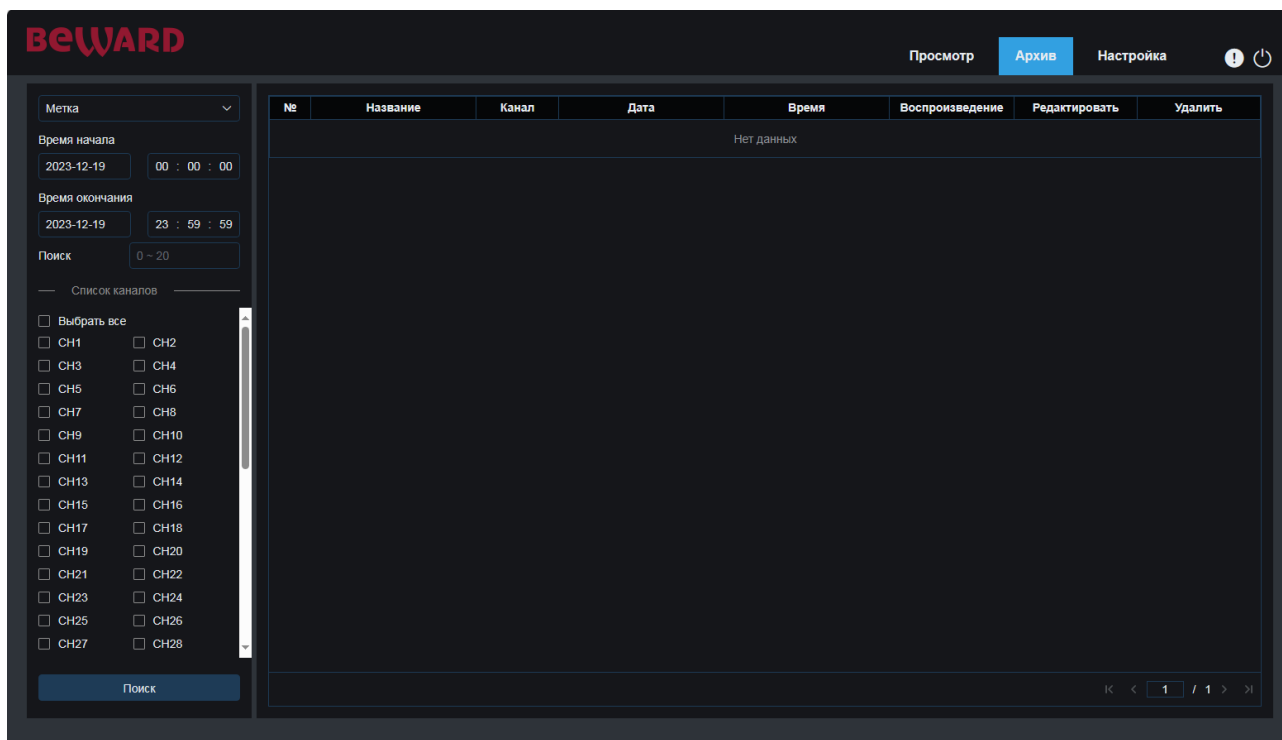 BEWARD
Просмотр Архив Настройка
Метка
Время начала
2023-12-19 00 : 00 : 00
Время окончания
2023-12-19 23 : 59 : 59
Поиск 0 ~ 20
Список каналов
Выбрать все
CH1 CH2
CH3 CH4
CH5 CH6
CH7 CH8
CH9 CH10
CH11 CH12
CH13 CH14
CH15 CH16
CH17 CH18
CH19 CH20
CH21 CH22
CH23 CH24
CH25 CH26
CH27 CH28
Поиск
№ Название Канал Дата Время Воспроизведение Редактировать Удалить
Нет данных
1 / 1